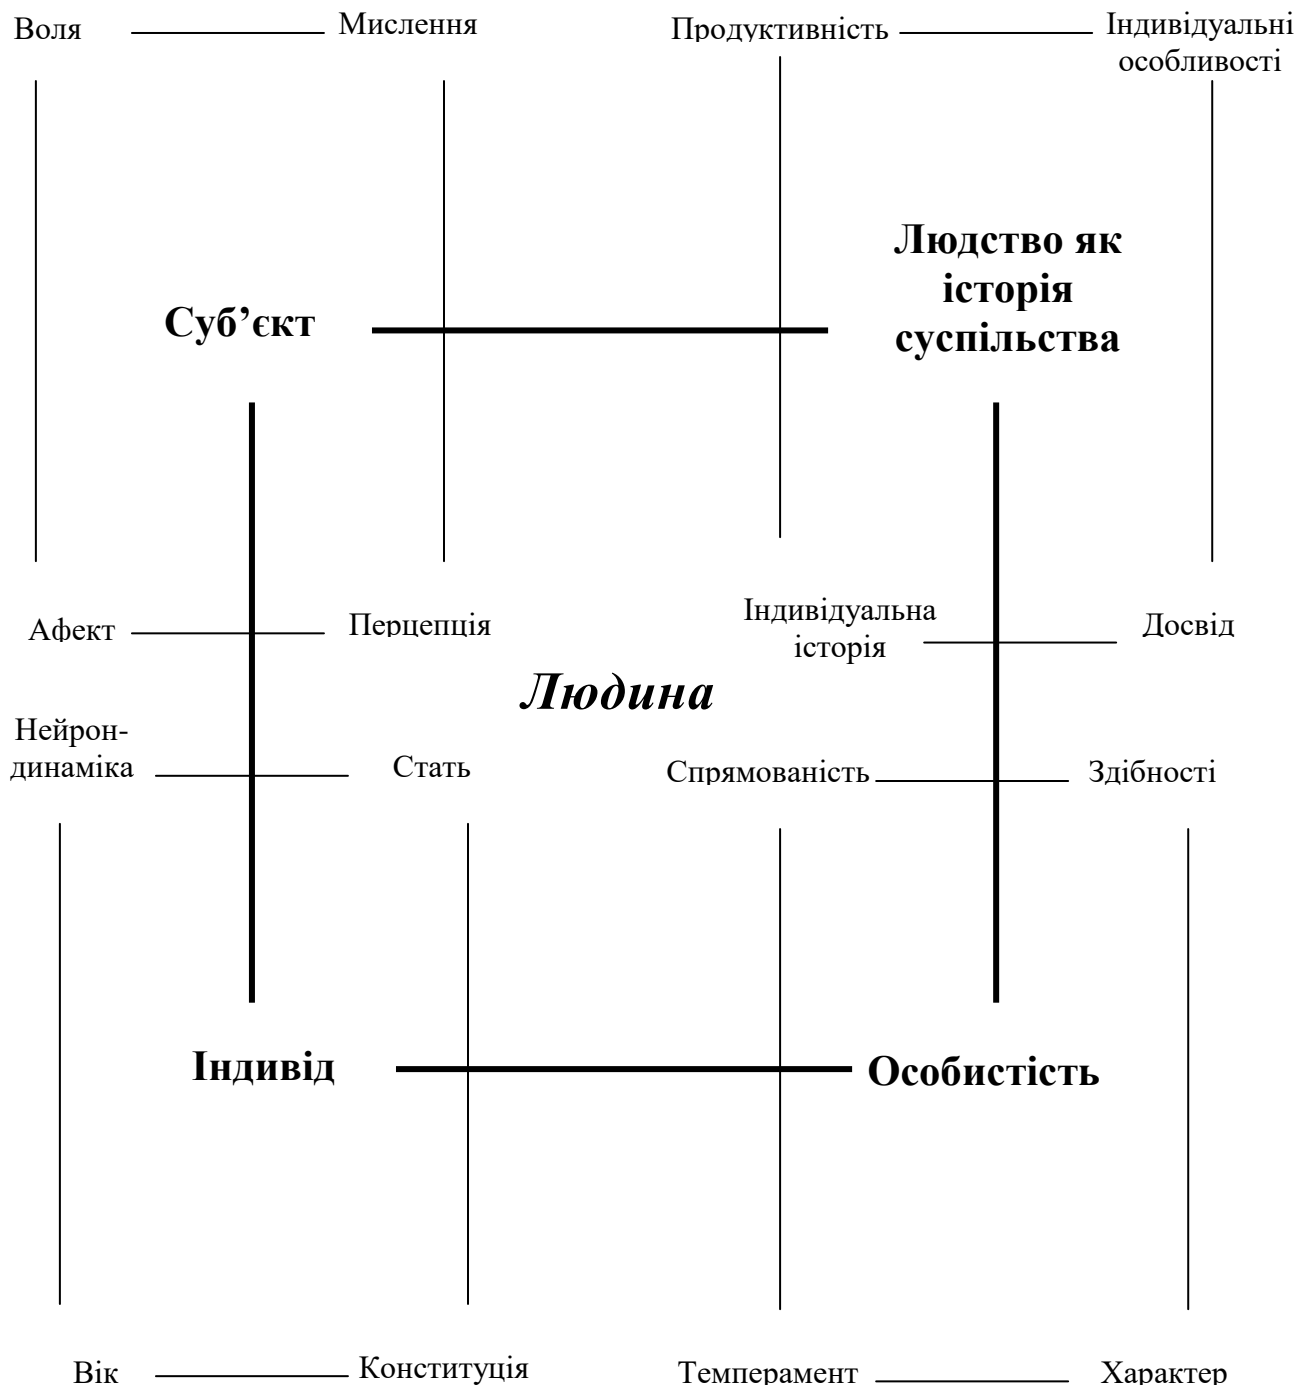 Воля
Мислення
Продуктивність
Індивідуальні
особливості
Людство як
історія
суспільства
Суб’єкт
Афект
Перцепція
Індивідуальна
історія
Досвід
Людина
Нейрон-
динаміка
Стать
Спрямованість
Здібності
Індивід
Особистість
Вік
Конституція
Темперамент
Характер